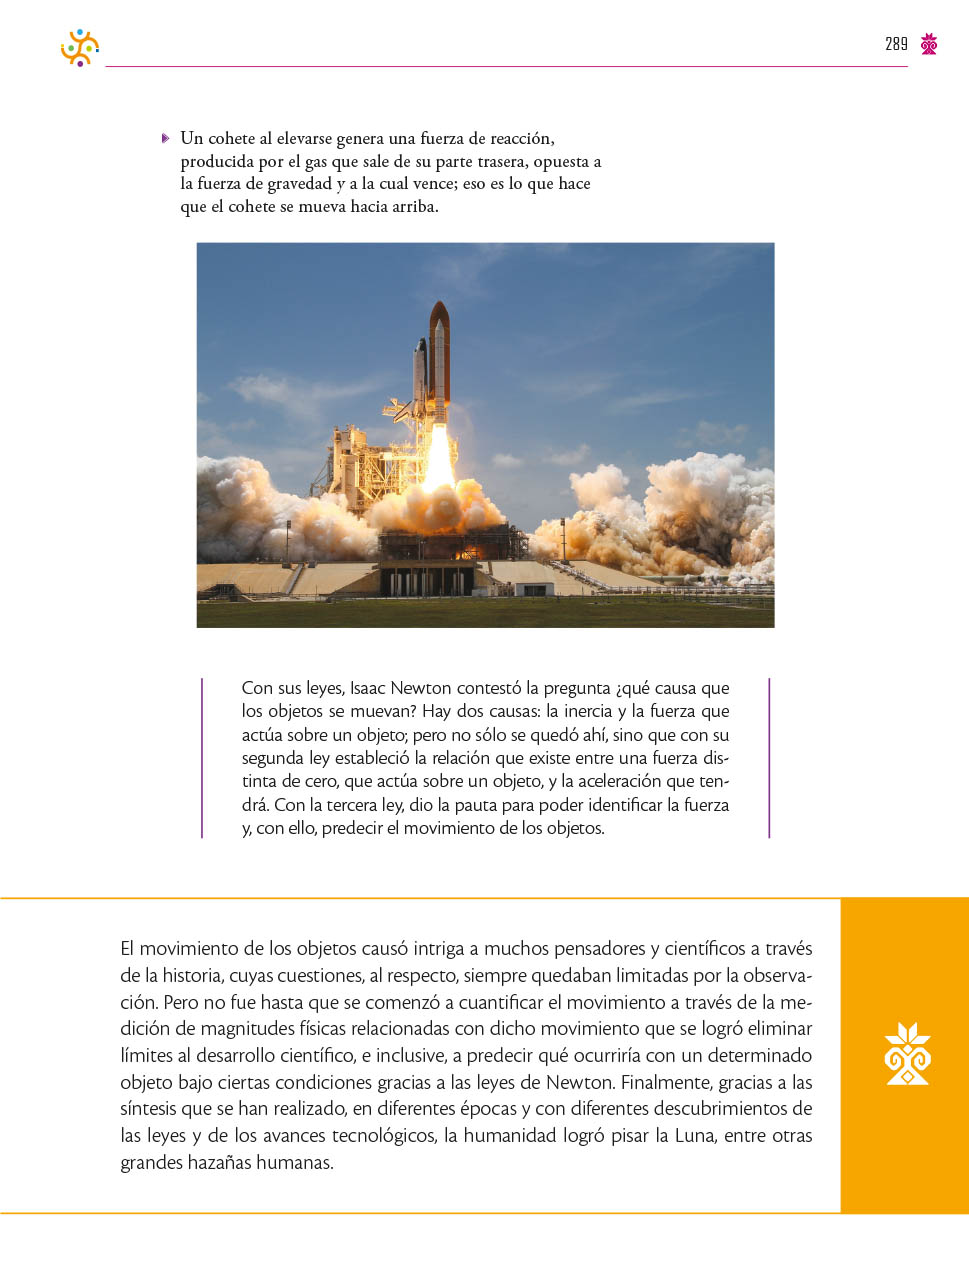 289
Un cohete al elevarse genera una fuerza de reacción,
producida por el gas que sale de su parte trasera, opuesta a
la fuerza de gravedad y a la cual vence; eso es lo que hace
que el cohete se mueva hacia arriba.
Con sus leyes, Isaac Newton contestó la pregunta ¿qué causa que
los objetos se muevan? Hay dos causas: la inercia y la fuerza que
actúa sobre un objeto; pero no sólo se quedó ahí, sino que con su
segunda ley estableció la relación que existe entre una fuerza dis-
tinta de cero, que actúa sobre un objeto, y la aceleración que ten-
drá. Con la tercera ley, dio la pauta para poder identificar la fuerza
y, con ello, predecir el movimiento de los objetos.
El movimiento de los objetos causó intriga a muchos pensadores y científicos a través
de la historia, cuyas cuestiones, al respecto, siempre quedaban limitadas por la observa-
ción. Pero no fue hasta que se comenzó a cuantificar el movimiento a través de la me-
dición de magnitudes físicas relacionadas con dicho movimiento que se logró eliminar
límites al desarrollo científico, e inclusive, a predecir qué ocurriría con un determinado
objeto bajo ciertas condiciones gracias a las leyes de Newton. Finalmente, gracias a las
síntesis que se han realizado, en diferentes épocas y con diferentes descubrimientos de
las leyes y de los avances tecnológicos, la humanidad logró pisar la Luna, entre otras
grandes hazañas humanas.